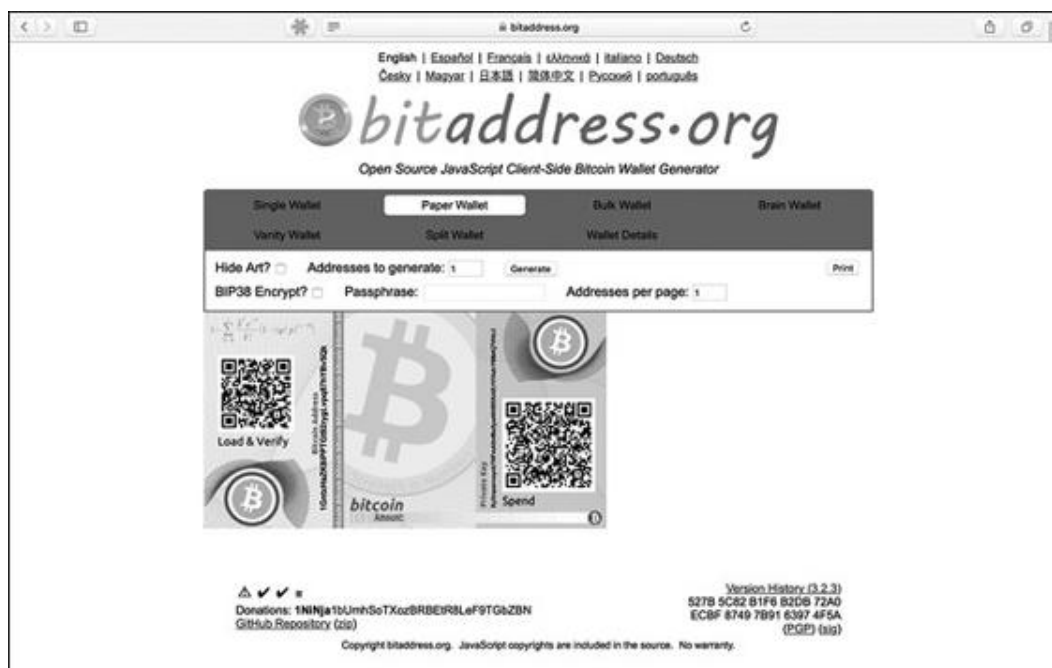 bitaddress.org
English | Español | Français | ελληνικά | italiano | Deutsch
Česky | Magyar | 日本語 | 简体中文 | Русский | português
bitaddress.org
Open Source JavaScript Client-Side Bitcoin Wallet Generator
Single Wallet Paper Wallet Bulk Wallet Brain Wallet
Vanity Wallet Split Wallet Wallet Details
Hide Art? Addresses to generate: 1 Generate Print
BIP38 Encrypt? Passphrase: Addresses per page: 1
Bitcoin Address
Load & Verify
bitcoin
Amount:
Private Key
Spend
Donations: 1NiNja1bUmhSoTXozBRBEtR8LeF9TGbZBN
GitHub Repository (zip)
Version History (3.2.3)
527B 5C82 B1F6 B2DB 72A0
ECBF 8749 7B91 6397 4F5A
(PGP) (sig)
Copyright bitaddress.org. JavaScript copyrights are included in the source. No warranty.